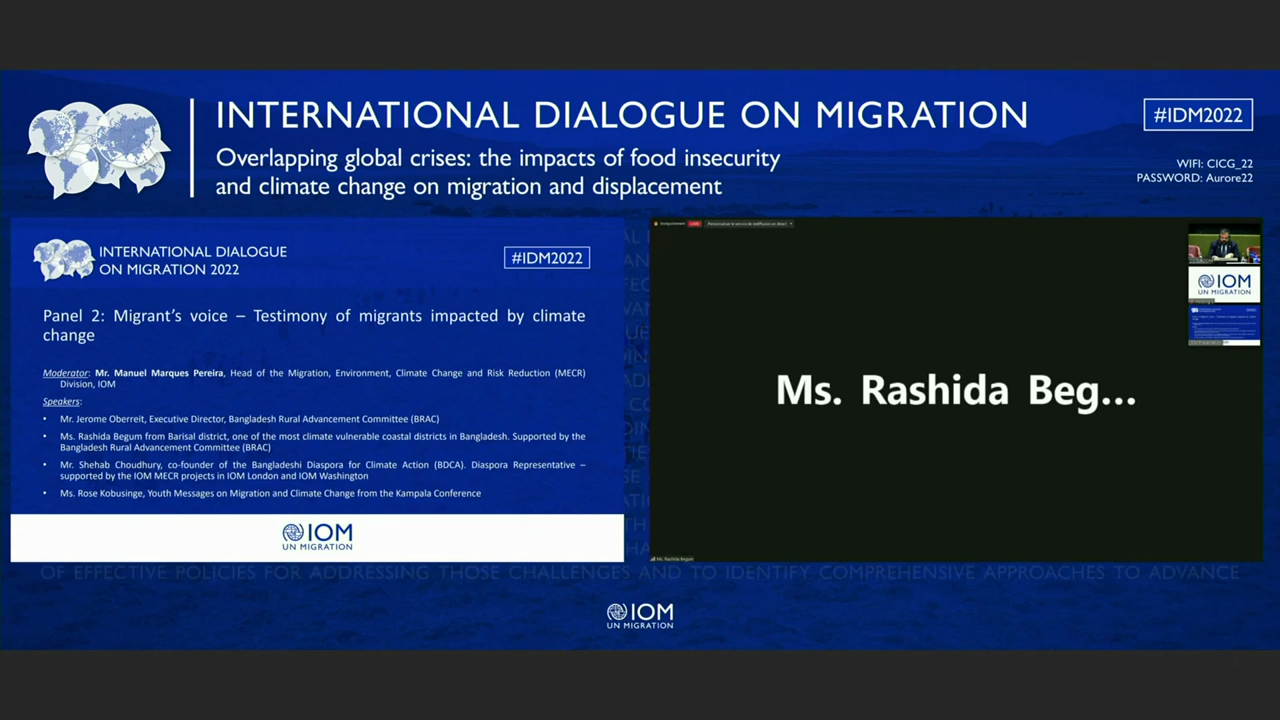 INTERNATIONAL DIALOGUE ON MIGRATION
Overlapping global crises: the impacts of food insecurity
and climate change on migration and displacement
#IDM2022
WIFI: CICG_22
PASSWORD: Aurore22
INTERNATIONAL DIALOGUE
ON MIGRATION 2022
#IDM2022
Panel 2: Migrant’s voice – Testimony of migrants impacted by climate
change
Moderator: Mr. Manuel Marques Pereira, Head of the Migration, Environment, Climate Change and Risk Reduction (MECR)
Division, IOM
Speakers:
• Mr. Jerome Oberreit, Executive Director, Bangladesh Rural Advancement Committee (BRAC)
• Ms. Rashida Begum from Barisal district, one of the most climate vulnerable coastal districts in Bangladesh. Supported by the
Bangladesh Rural Advancement Committee (BRAC)
• Mr. Shehab Choudhury, co-founder of the Bangladeshi Diaspora for Climate Action (BDCA). Diaspora Representative –
supported by the IOM MECR projects in IOM London and IOM Washington
• Ms. Rose Kobusinge, Youth Messages on Migration and Climate Change from the Kampala Conference
IOM
UN MIGRATION
LIVE
IOM
UN MIGRATION
Ms. Rashida Beg...
Ms. Rashida Begum
OF EFFECTIVE POLICIES FOR ADDRESSING THOSE CHALLENGES AND TO IDENTIFY COMPREHENSIVE APPROACHES TO ADVANCE
IOM
UN MIGRATION